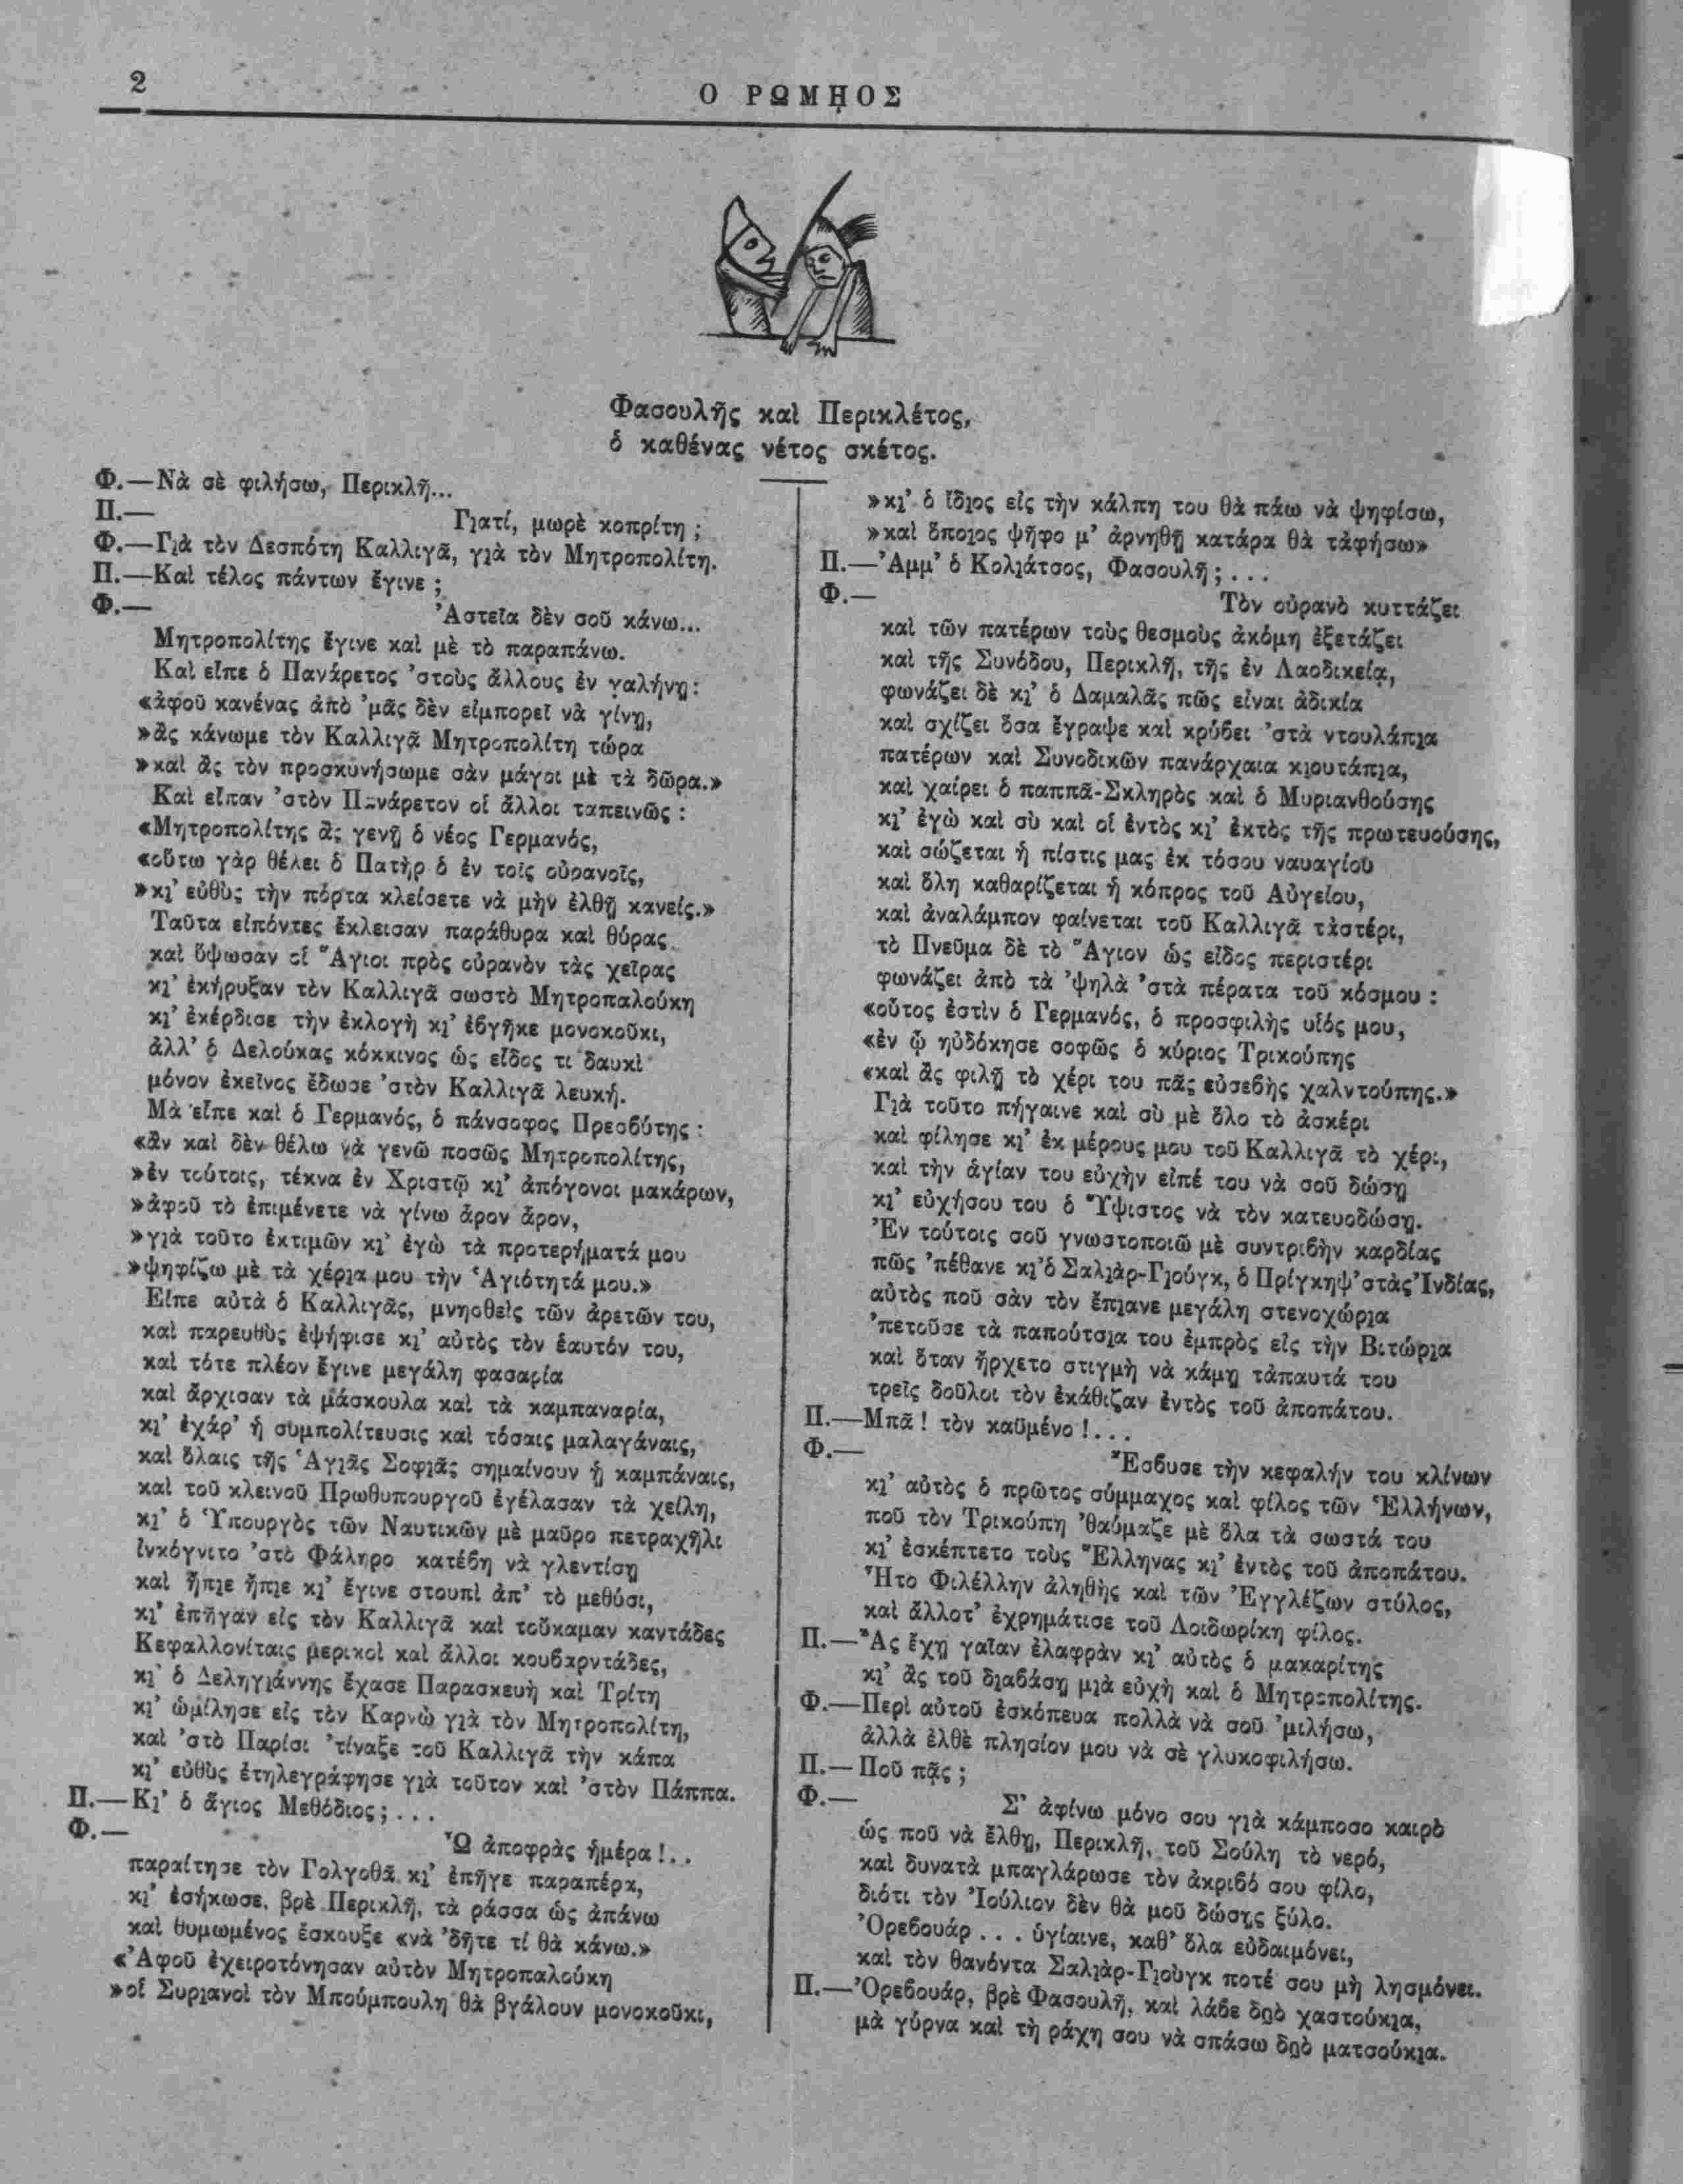 2
Ο ΡΩΜΗΟΣ
Φασουλῆς καὶ Περικλέτος,
ὁ καθένας νέτος σκέτος.
Φ.—Νὰ σὲ φιλήσω, Περικλῆ...
Π.— Γιατί, μωρὲ κοπρίτη ;
Φ.—Γιὰ τὸν Δεσπότη Καλλιγᾶ, γιὰ τὸν Μητροπολίτη.
Π.—Καὶ τέλος πάντων ἔγινε ;
Φ.— Ἀστεῖα δὲν σοῦ κάνω...
Μητροπολίτης ἔγινε καὶ μὲ τὸ παραπάνω.
Καὶ εἶπε ὁ Πανάρετος ’στοὺς ἄλλους ἐν γαλήνῃ:
«ἀφοῦ κανένας ἀπὸ ’μᾶς δὲν εἰμπορεῖ νὰ γίνῃ,
»ἂς κάνωμε τὸν Καλλιγᾶ Μητροπολίτη τώρα
»καὶ ἂς τὸν προσκυνήσωμε σὰν μάγοι μὲ τὰ δῶρα.»
Καὶ εἶπαν ’στὸν Πανάρετον οἱ ἄλλοι ταπεινῶς :
«Μητροπολίτης ἂς γενῇ ὁ νέος Γερμανός,
«οὕτω γὰρ θέλει ὁ Πατὴρ ὁ ἐν τοῖς οὐρανοῖς,
»κι’ εὐθὺς τὴν πόρτα κλείσετε νὰ μὴν ἐλθῇ κανείς.»
Ταῦτα εἰπόντες ἔκλεισαν παράθυρα καὶ θύρας
καὶ ὕψωσαν οἱ Ἅγιοι πρὸς οὐρανὸν τὰς χεῖρας
κι’ ἐκήρυξαν τὸν Καλλιγᾶ σωστὸ Μητροπαλούκη
κι’ ἐκέρδισε τὴν ἐκλογὴ κι’ ἐβγῆκε μονοκοῦκι,
ἀλλ’ ὁ Δελούκας κόκκινος ὡς εἶδος τι δαυκὶ
μόνον ἐκεῖνος ἔδωσε ’στὸν Καλλιγᾶ λευκή.
Μὰ εἶπε καὶ ὁ Γερμανός, ὁ πάνσοφος Πρεσβύτης :
«ἂν καὶ δὲν θέλω νὰ γενῶ ποσῶς Μητροπολίτης,
»ἐν τούτοις, τέκνα ἐν Χριστῷ κι’ ἀπόγονοι μακάρων,
»ἀφοῦ τὸ ἐπιμένετε νὰ γίνω ἆρον ἆρον,
»γιὰ τοῦτο ἐκτιμῶν κι’ ἐγὼ τὰ προτερήματά μου
»ψηφίζω μὲ τὰ χέρια μου τὴν Ἁγιότητά μου.»
Εἶπε αὐτὰ ὁ Καλλιγᾶς, μνησθεὶς τῶν ἀρετῶν του,
καὶ παρευθὺς ἐψήφισε κι’ αὐτὸς τὸν ἑαυτόν του,
καὶ τότε πλέον ἔγινε μεγάλη φασαρία
καὶ ἄρχισαν τὰ μάσκουλα καὶ τὰ καμπαναρία,
κι’ ἐχάρ’ ἡ συμπολίτευσις καὶ τόσαις μαλαγάναις,
καὶ ὅλαις τῆς Ἁγιᾶς Σοφιᾶς σημαίνουν ᾑ καμπάναις,
καὶ τοῦ κλεινοῦ Πρωθυπουργοῦ ἐγέλασαν τὰ χείλη,
κι’ ὁ Ὑπουργὸς τῶν Ναυτικῶν μὲ μαῦρο πετραχῆλι
ἰνκόγνιτο ’στὸ Φάληρο κατέβη νὰ γλεντίσῃ
καὶ ἤπιε ἤπιε κι’ ἔγινε στουπὶ ἀπ’ τὸ μεθύσι,
κι’ ἐπῆγαν εἰς τὸν Καλλιγᾶ καὶ τοὔκαμαν καντάδες
Κεφαλλονίταις μερικοὶ καὶ ἄλλοι κουβαρντάδες,
κι’ ὁ Δεληγιάννης ἔχασε Παρασκευὴ καὶ Τρίτη
κι’ ὡμίλησε εἰς τὸν Καρνὼ γιὰ τὸν Μητροπολίτη,
καὶ ’στὸ Παρίσι ’τίναξε τοῦ Καλλιγᾶ τὴν κάπα
κι’ εὐθὺς ἐτηλεγράφησε γιὰ τοῦτον καὶ ’στὸν Πάππα.
Π.—Κι’ ὁ ἅγιος Μεθόδιος ; . . .
Φ.— Ὢ ἀποφρὰς ἡμέρα !. .
παραίτησε τὸν Γολγοθᾶ κι’ ἐπῆγε παραπέρα,
κι’ ἐσήκωσε, βρὲ Περικλῆ, τὰ ράσσα ὡς ἀπάνω
καὶ θυμωμένος ἔσκουξε «νὰ ’δῆτε τί θὰ κάνω.»
«Ἀφοῦ ἐχειροτόνησαν αὐτὸν Μητροπαλούκη
»οἱ Συριανοὶ τὸν Μπούμπουλη θὰ βγάλουν μονοκοῦκι,
»κι’ ὁ ἴδιος εἰς τὴν κάλπη του θὰ πάω νὰ ψηφίσω,
»καὶ ὅποιος ψῆφο μ’ ἀρνηθῇ κατάρα θὰ τἀφήσω»
Π.—Ἀμμ’ ὁ Κολιάτσος, Φασουλῆ ; . . .
Φ.— Τὸν οὐρανὸ κυττάζει
καὶ τῶν πατέρων τοὺς θεσμοὺς ἀκόμη ἐξετάζει
καὶ τῆς Συνόδου, Περικλῆ, τῆς ἐν Λαοδικείᾳ,
φωνάζει δὲ κι’ ὁ Δαμαλᾶς πῶς εἶναι ἀδικία
καὶ σχίζει ὅσα ἔγραψε καὶ κρύβει ’στὰ ντουλάπια
πατέρων καὶ Συνοδικῶν πανάρχαια κιουτάπια,
καὶ χαίρει ὁ παππᾶ-Σκληρὸς καὶ ὁ Μυριανθούσης
κι’ ἐγὼ καὶ σὺ καὶ οἱ ἐντὸς κι’ ἐκτὸς τῆς πρωτευούσης,
καὶ σώζεται ἡ πίστις μας ἐκ τόσου ναυαγίου
καὶ ὅλη καθαρίζεται ἡ κόπρος τοῦ Αὐγείου,
καὶ ἀναλάμπον φαίνεται τοῦ Καλλιγᾶ τἀστέρι,
τὸ Πνεῦμα δὲ τὸ Ἅγιον ὡς εἶδος περιστέρι
φωνάζει ἀπὸ τὰ ’ψηλὰ ’στὰ πέρατα τοῦ κόσμου :
«οὗτος ἐστὶν ὁ Γερμανός, ὁ προσφιλὴς υἱός μου,
«ἐν ᾧ ηὐδόκησε σοφῶς ὁ κύριος Τρικούπης
«καὶ ἂς φιλῇ τὸ χέρι του πᾶς εὐσεβὴς χαλντούπης.»
Γιὰ τοῦτο πήγαινε καὶ σὺ μὲ ὅλο τὸ ἀσκέρι
καὶ φίλησε κι’ ἐκ μέρους μου τοῦ Καλλιγᾶ τὸ χέρι,
καὶ τὴν ἁγίαν του εὐχὴν εἰπέ του νὰ σοῦ δώσῃ
κι’ εὐχήσου του ὁ Ὕψιστος νὰ τὸν κατευοδώσῃ.
Ἐν τούτοις σοῦ γνωστοποιῶ μὲ συντριβὴν καρδίας
πῶς ’πέθανε κι’ ὁ Σαλιὰρ-Γιούγκ, ὁ Πρίγκηψ ’στὰς Ἰνδίας,
αὐτὸς ποῦ σὰν τὸν ἔπιανε μεγάλη στενοχώρια
’πετοῦσε τὰ παπούτσια του ἐμπρὸς εἰς τὴν Βιτώρια
καὶ ὅταν ἤρχετο στιγμὴ νὰ κάμῃ τἀπαυτά του
τρεῖς δοῦλοι τὸν ἐκάθιζαν ἐντὸς τοῦ ἀποπάτου.
Π.—Μπᾶ ! τὸν καϋμένο ! . . .
Φ.— Ἔσβυσε τὴν κεφαλήν του κλίνων
κι’ αὐτὸς ὁ πρῶτος σύμμαχος καὶ φίλος τῶν Ἑλλήνων,
ποῦ τὸν Τρικούπη ’θαύμαζε μὲ ὅλα τὰ σωστά του
κι’ ἐσκέπτετο τοὺς Ἕλληνας κι’ ἐντὸς τοῦ ἀποπάτου.
Ἦτο Φιλέλλην ἀληθὴς καὶ τῶν Ἐγγλέζων στύλος,
καὶ ἄλλοτ’ ἐχρημάτισε τοῦ Λοιδωρίκη φίλος.
Π.—Ἂς ἔχῃ γαῖαν ἐλαφρὰν κι’ αὐτὸς ὁ μακαρίτης
κι’ ἂς τοῦ διαβάσῃ μιὰ εὐχὴ καὶ ὁ Μητροπολίτης.
Φ.—Περὶ αὐτοῦ ἐσκόπευα πολλὰ νὰ σοῦ ’μιλήσω,
ἀλλὰ ἐλθὲ πλησίον μου νὰ σὲ γλυκοφιλήσω.
Π.—Ποῦ πᾷς ;
Φ.— Σ’ ἀφίνω μόνο σου γιὰ κάμποσο καιρὸ
ὡς ποῦ νὰ ἔλθῃ, Περικλῆ, τοῦ Σούλη τὸ νερό,
καὶ δυνατὰ μπαγλάρωσε τὸν ἀκριβό σου φίλο,
διότι τὸν Ἰούλιον δὲν θὰ μοῦ δώσῃς ξύλο.
Ὀρεβουάρ . . . ὑγίαινε, καθ’ ὅλα εὐδαιμόνει,
καὶ τὸν θανόντα Σαλιὰρ-Γιοὺγκ ποτέ σου μὴ λησμόνει.
Π.—Ὀρεβουάρ, βρὲ Φασουλῆ, καὶ λάβε δυὸ χαστούκια,
μὰ γύρνα καὶ τὴ ράχη σου νὰ σπάσω δυὸ ματσούκια.